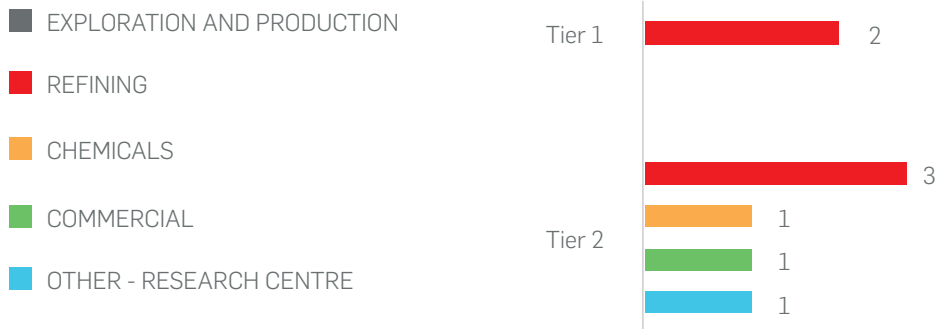 EXPLORATION AND PRODUCTION
REFINING
CHEMICALS
COMMERCIAL
OTHER - RESEARCH CENTRE
Tier 1
2
3
Tier 2
1
1
1